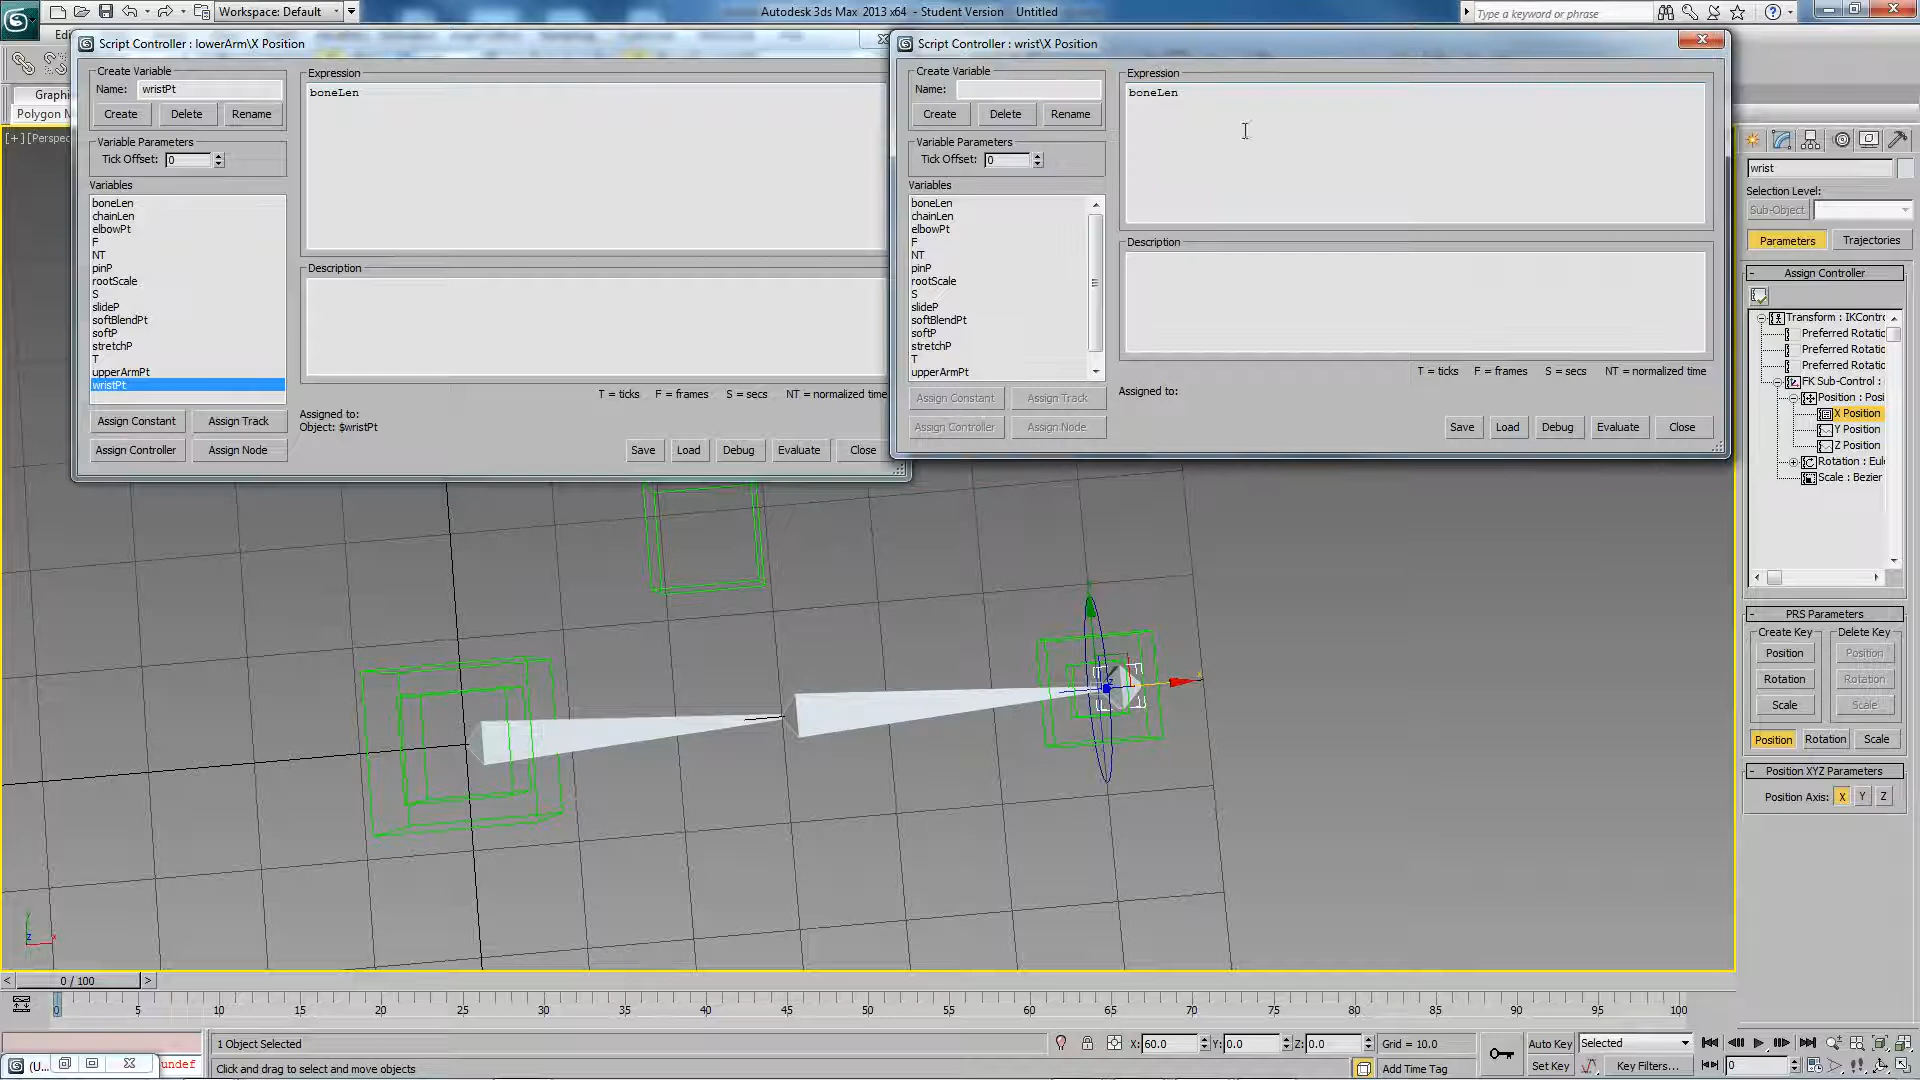 Workspace: Default
Autodesk 3ds Max 2013 x64 - Student Version Untitled
Type a keyword or phrase
Ed
Graphi
Polygon M
[+][Perspec
Script Controller : lowerArm\X Position
Create Variable
Name: wristPt
Create Delete Rename
Variable Parameters
Tick Offset: 0
Variables
boneLen
chainLen
elbowPt
F
NT
pinP
rootScale
S
slideP
softBlendPt
softP
stretchP
T
upperArmPt
wristPt
Assign Constant Assign Track
Assign Controller Assign Node
Expression
boneLen
Description
T = ticks F = frames S = secs NT = normalized time
Assigned to:
Object: $wristPt
Save Load Debug Evaluate Close
Script Controller : wrist\X Position
Create Variable
Name:
Create Delete Rename
Variable Parameters
Tick Offset: 0
Variables
boneLen
chainLen
elbowPt
F
NT
pinP
rootScale
S
slideP
softBlendPt
softP
stretchP
T
upperArmPt
Assign Constant Assign Track
Assign Controller Assign Node
Expression
boneLen
Description
T = ticks F = frames S = secs NT = normalized time
Assigned to:
Save Load Debug Evaluate Close
wrist
Selection Level:
Sub-Object
Parameters Trajectories
- Assign Controller
Transform : IKContro
Preferred Rotatio
Preferred Rotatio
Preferred Rotatio
FK Sub-Control :
Position : Posi
X Position
Y Position
Z Position
Rotation : Eul
Scale : Bezier
- PRS Parameters
Create Key Delete Key
Position Position
Rotation Rotation
Scale Scale
Position Rotation Scale
- Position XYZ Parameters
Position Axis: X Y Z
< 0 / 100 >
0 5 10 15 20 25 30 35 40 45 50 55 60 65 70 75 80 85 90 95 100
1 Object Selected
X: 60.0 Y: 0.0 Z: 0.0
Grid = 10.0
Auto Key Selected
(U... undef
Click and drag to select and move objects
Add Time Tag
Set Key Key Filters...
0